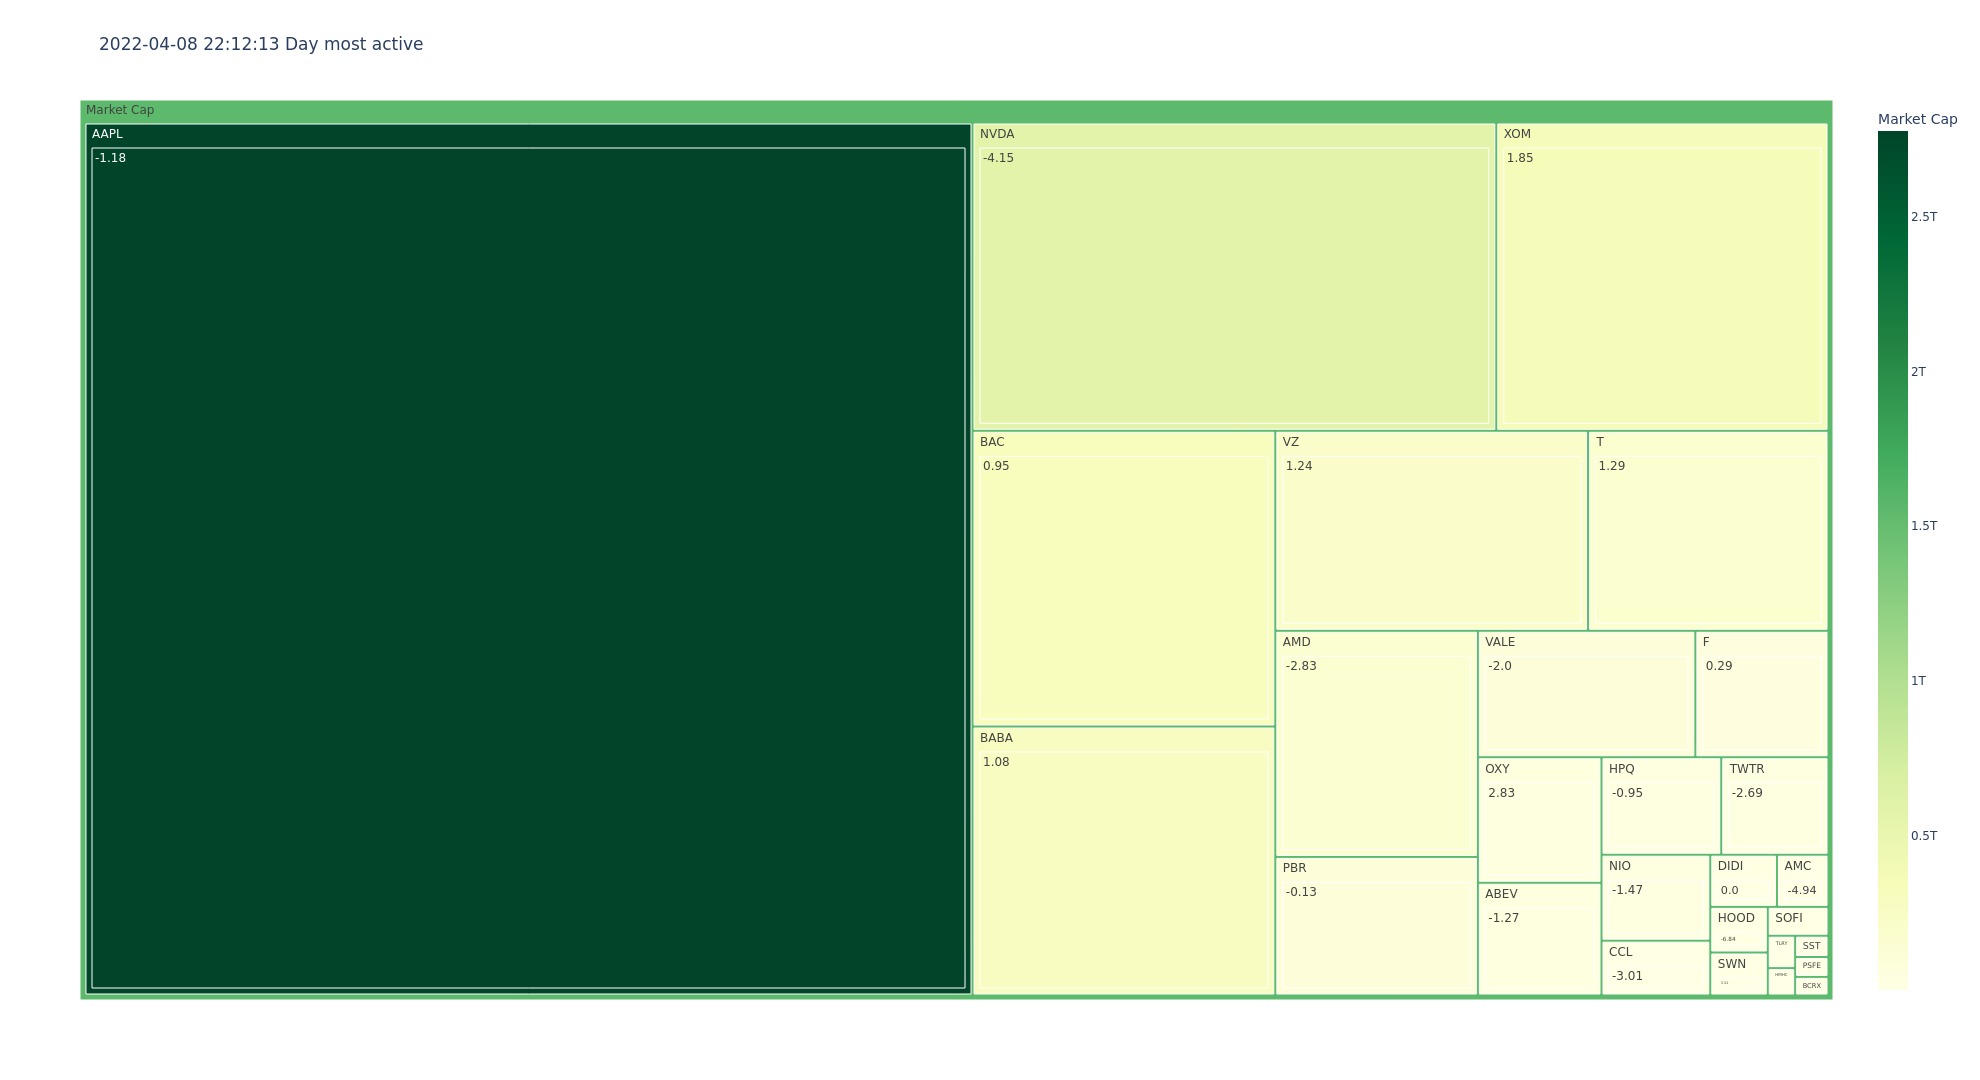 2022-04-08 22:12:13 Day most active
Market Cap
AAPL
-1.18
NVDA
-4.15
XOM
1.85
BAC
0.95
VZ
1.24
T
1.29
BABA
1.08
AMD
-2.83
VALE
-2.0
F
0.29
PBR
-0.13
OXY
2.83
HPQ
-0.95
TWTR
-2.69
ABEV
-1.27
NIO
-1.47
CCL
-3.01
DIDI
0.0
AMC
-4.94
HOOD
-6.84
SOFI
SWN
TLRY
SST
PSFE
BCRX
Market Cap
2.5T
2T
1.5T
1T
0.5T